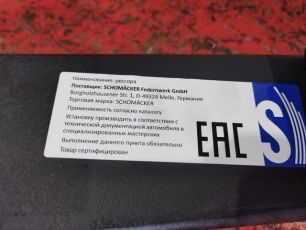 Наименование: рессора
Поставщик: SCHOMÄCKER Federnwerk GmbH
Borgholzhausener Str. 1, D-49324 Melle, Германия
Торговая марка: SCHOMÄCKER
Применяемость согласно каталогу
Установку производить в соответствии с
технической документацией автомобиля в
специализированных мастерских
Выполнение данного пункта обязательно
Товар сертифицирован
EAC
S